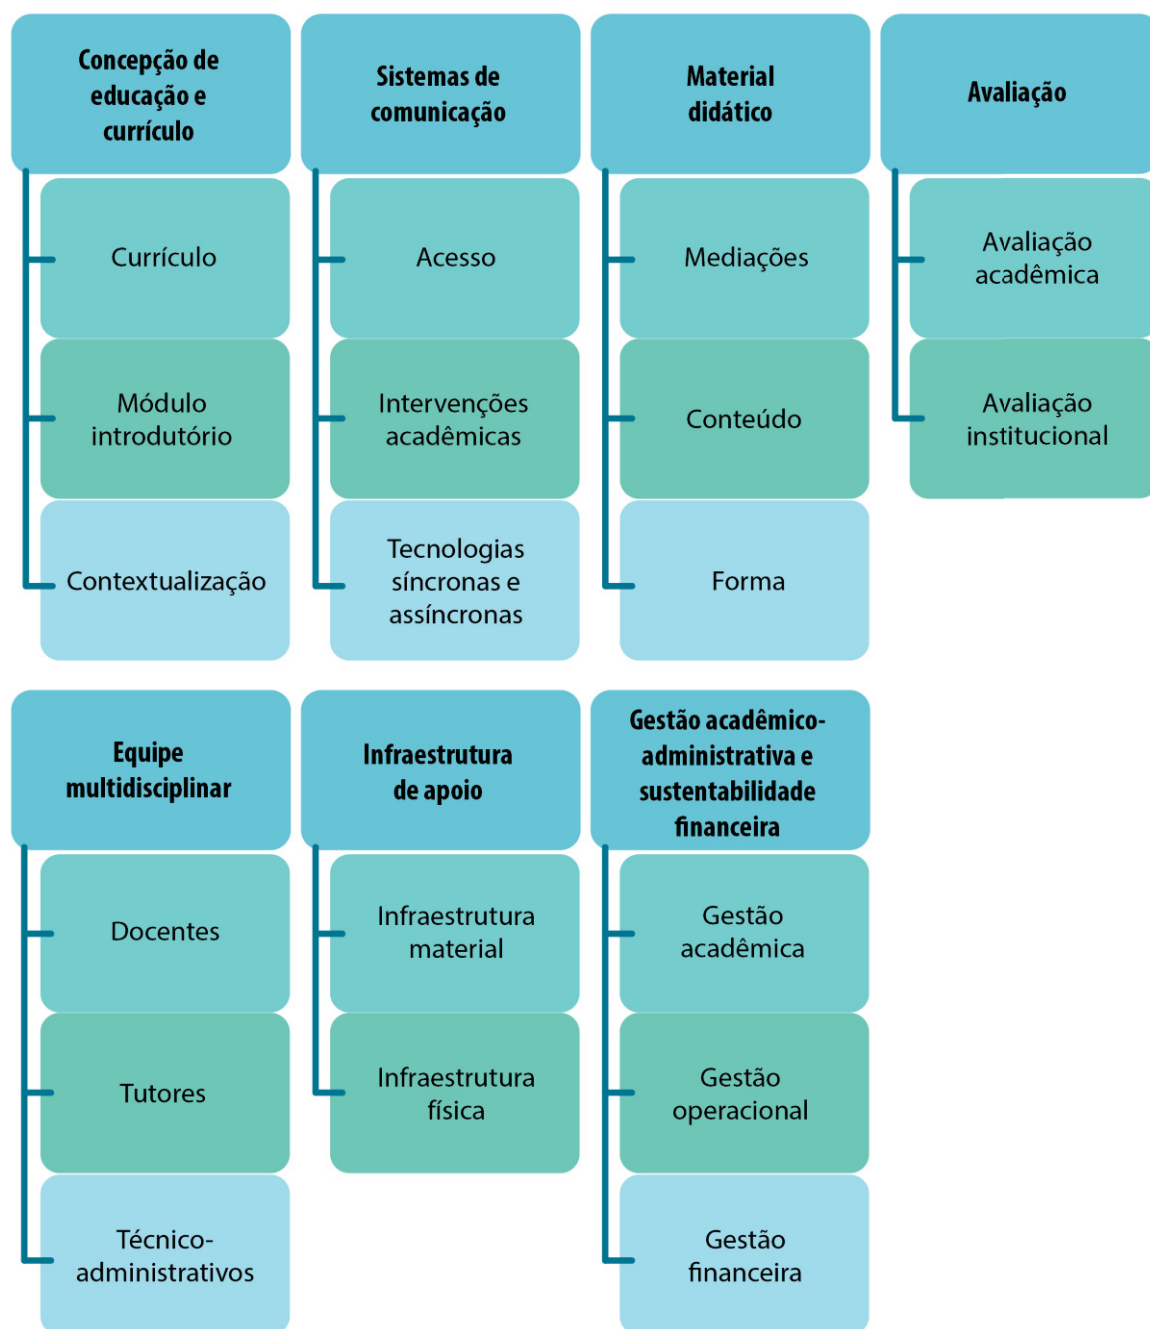 Concepção de
educação e
currículo
Currículo
Módulo
introdutório
Contextualização
Sistemas de
comunicação
Acesso
Intervenções
acadêmicas
Tecnologias
síncronas e
assíncronas
Material
didático
Mediações
Conteúdo
Forma
Avaliação
Avaliação
acadêmica
Avaliação
institucional
Equipe
multidisciplinar
Docentes
Tutores
Técnico-
administrativos
Infraestrutura
de apoio
Infraestrutura
material
Infraestrutura
física
Gestão acadêmico-
administrativa e
sustentabilidade
financeira
Gestão
acadêmica
Gestão
operacional
Gestão
financeira